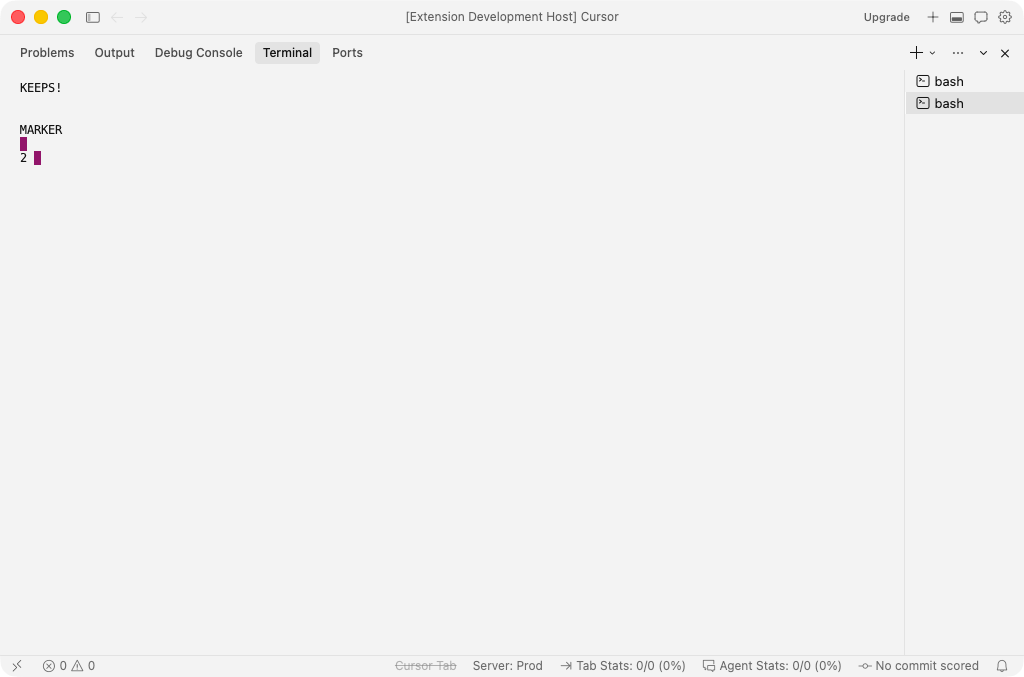 [Extension Development Host] Cursor
Upgrade
Problems Output Debug Console Terminal Ports
KEEPS!
MARKER
2
bash
bash
0 0 Cursor Tab Server: Prod Tab Stats: 0/0 (0%) Agent Stats: 0/0 (0%) No commit scored